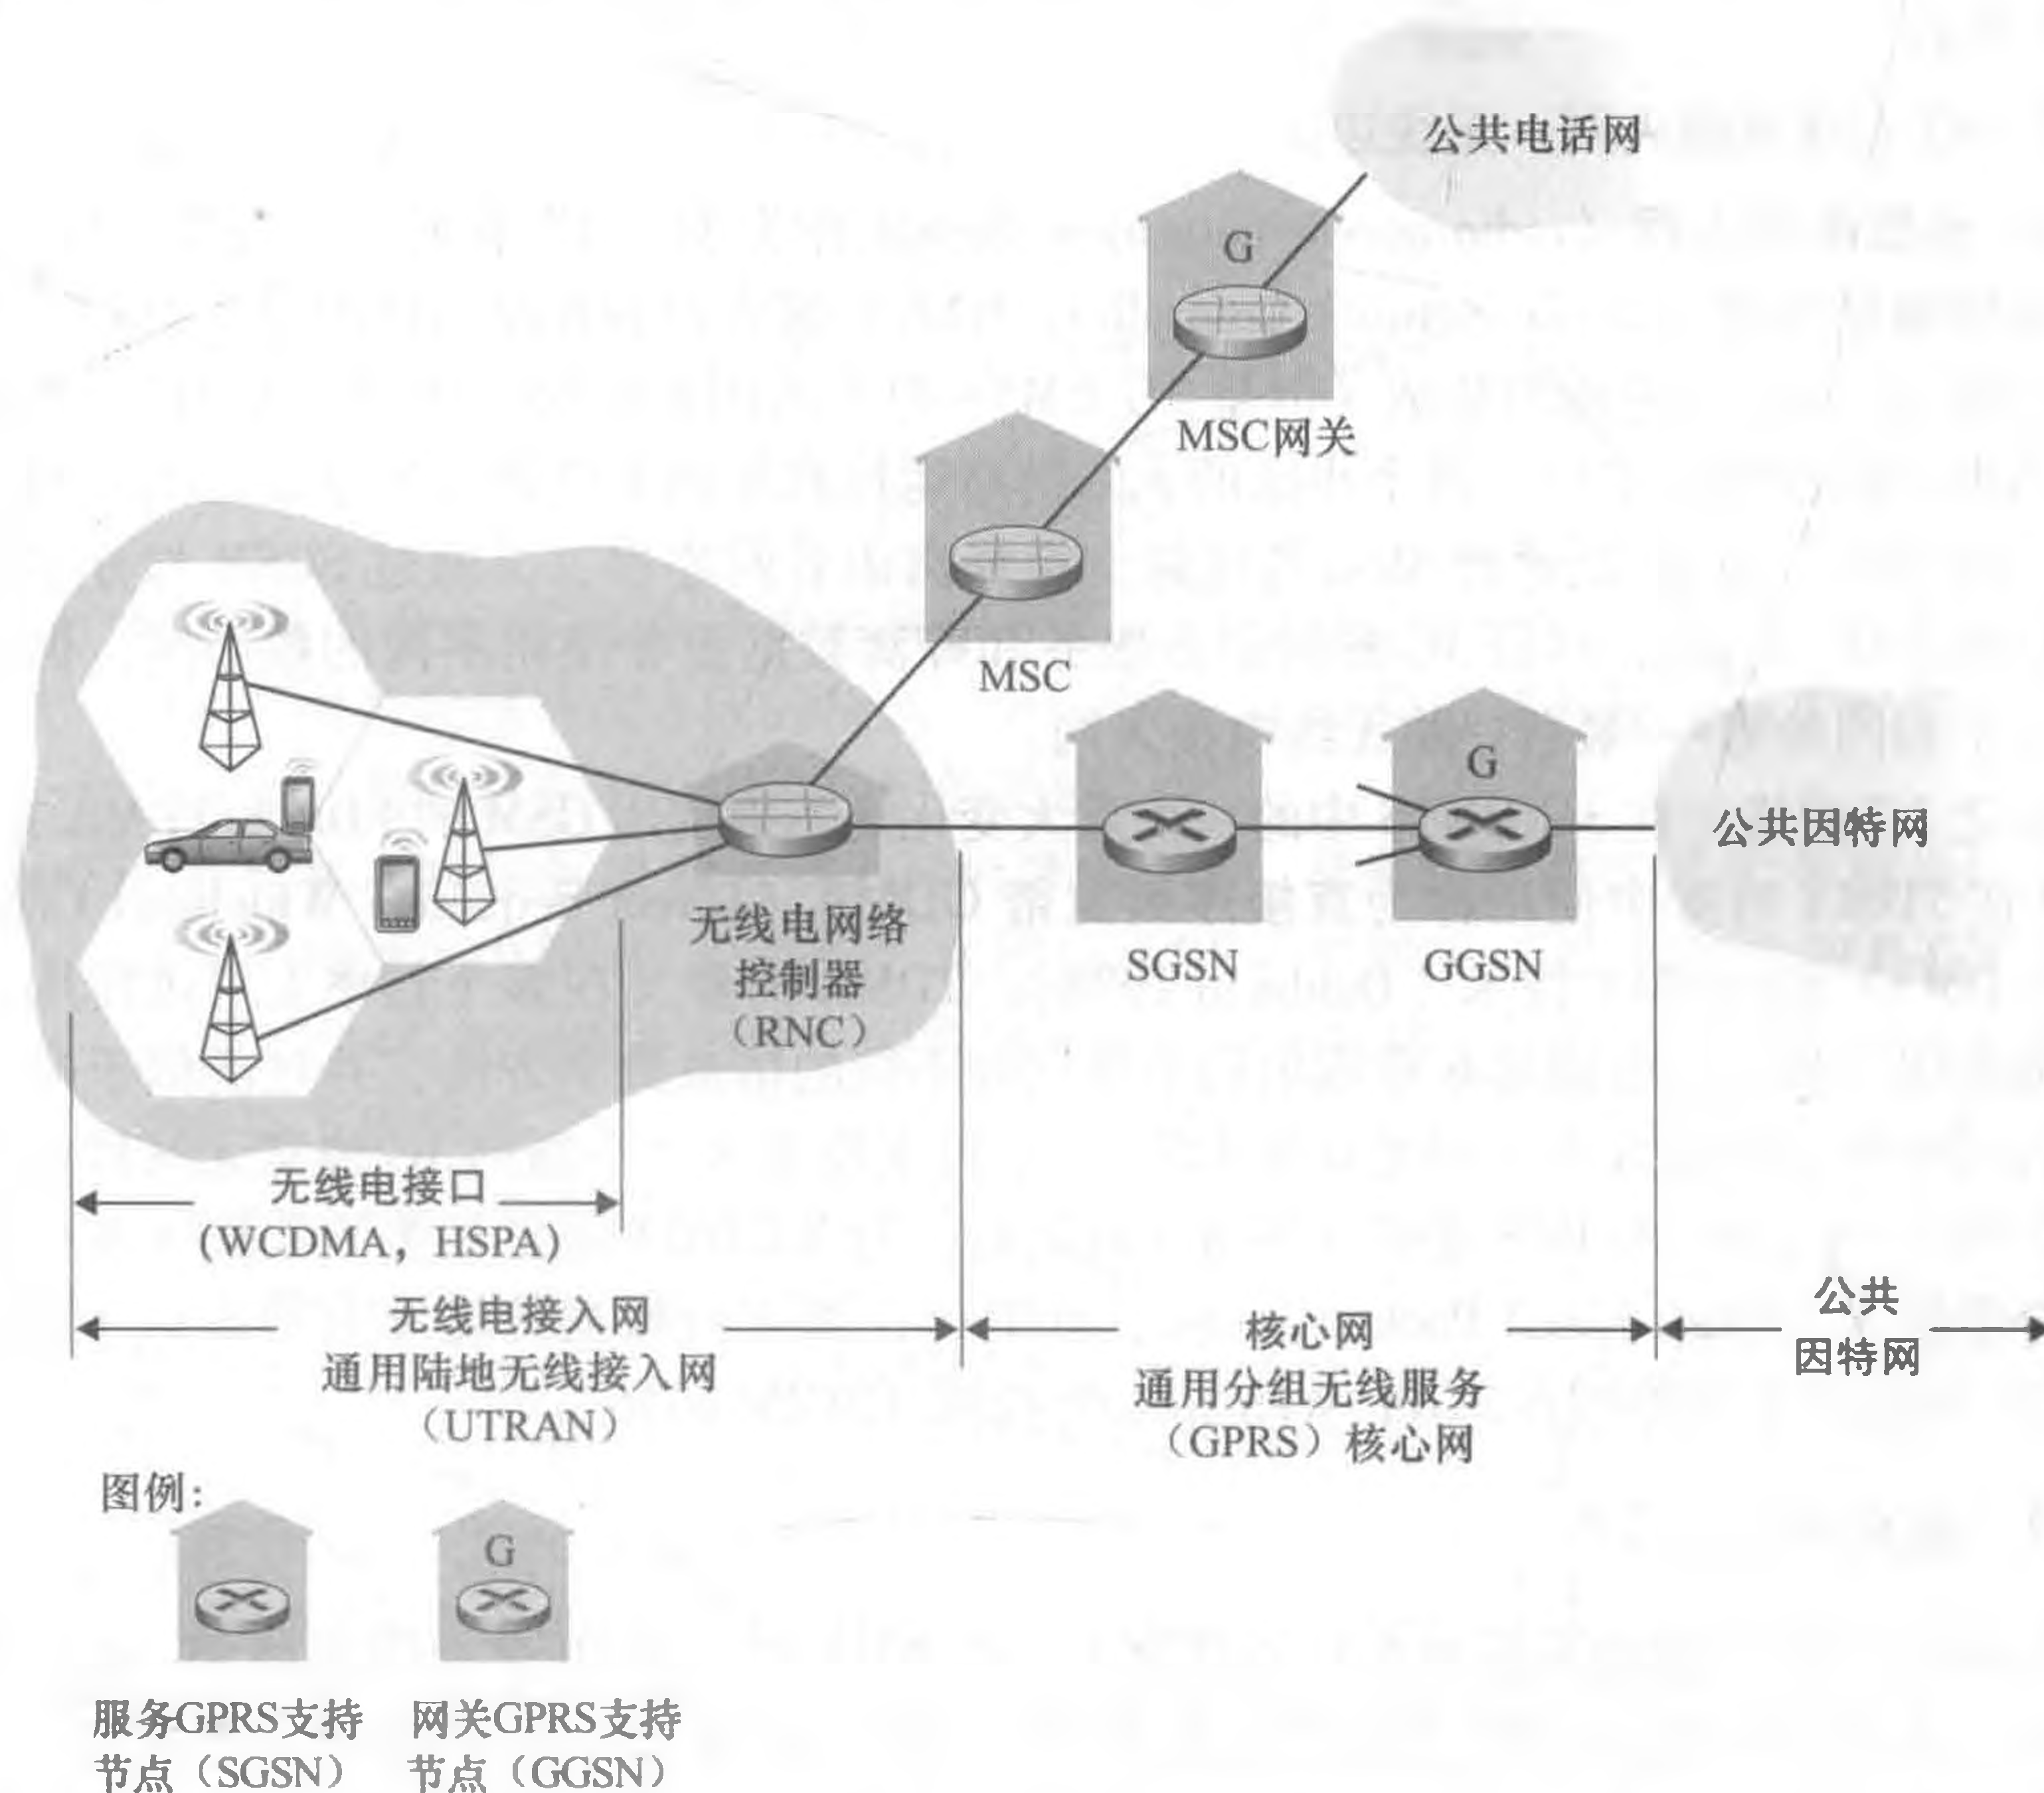 公共电话网
G
MSC网关
MSC
G
公共因特网
SGSN
GGSN
无线电网络
控制器
（RNC）
无线电接口
(WCDMA，HSPA)
无线电接入网
通用陆地无线接入网
（UTRAN）
核心网
通用分组无线服务
（GPRS）核心网
公共
因特网
图例：
G
服务GPRS支持
节点（SGSN）
网关GPRS支持
节点（GGSN）